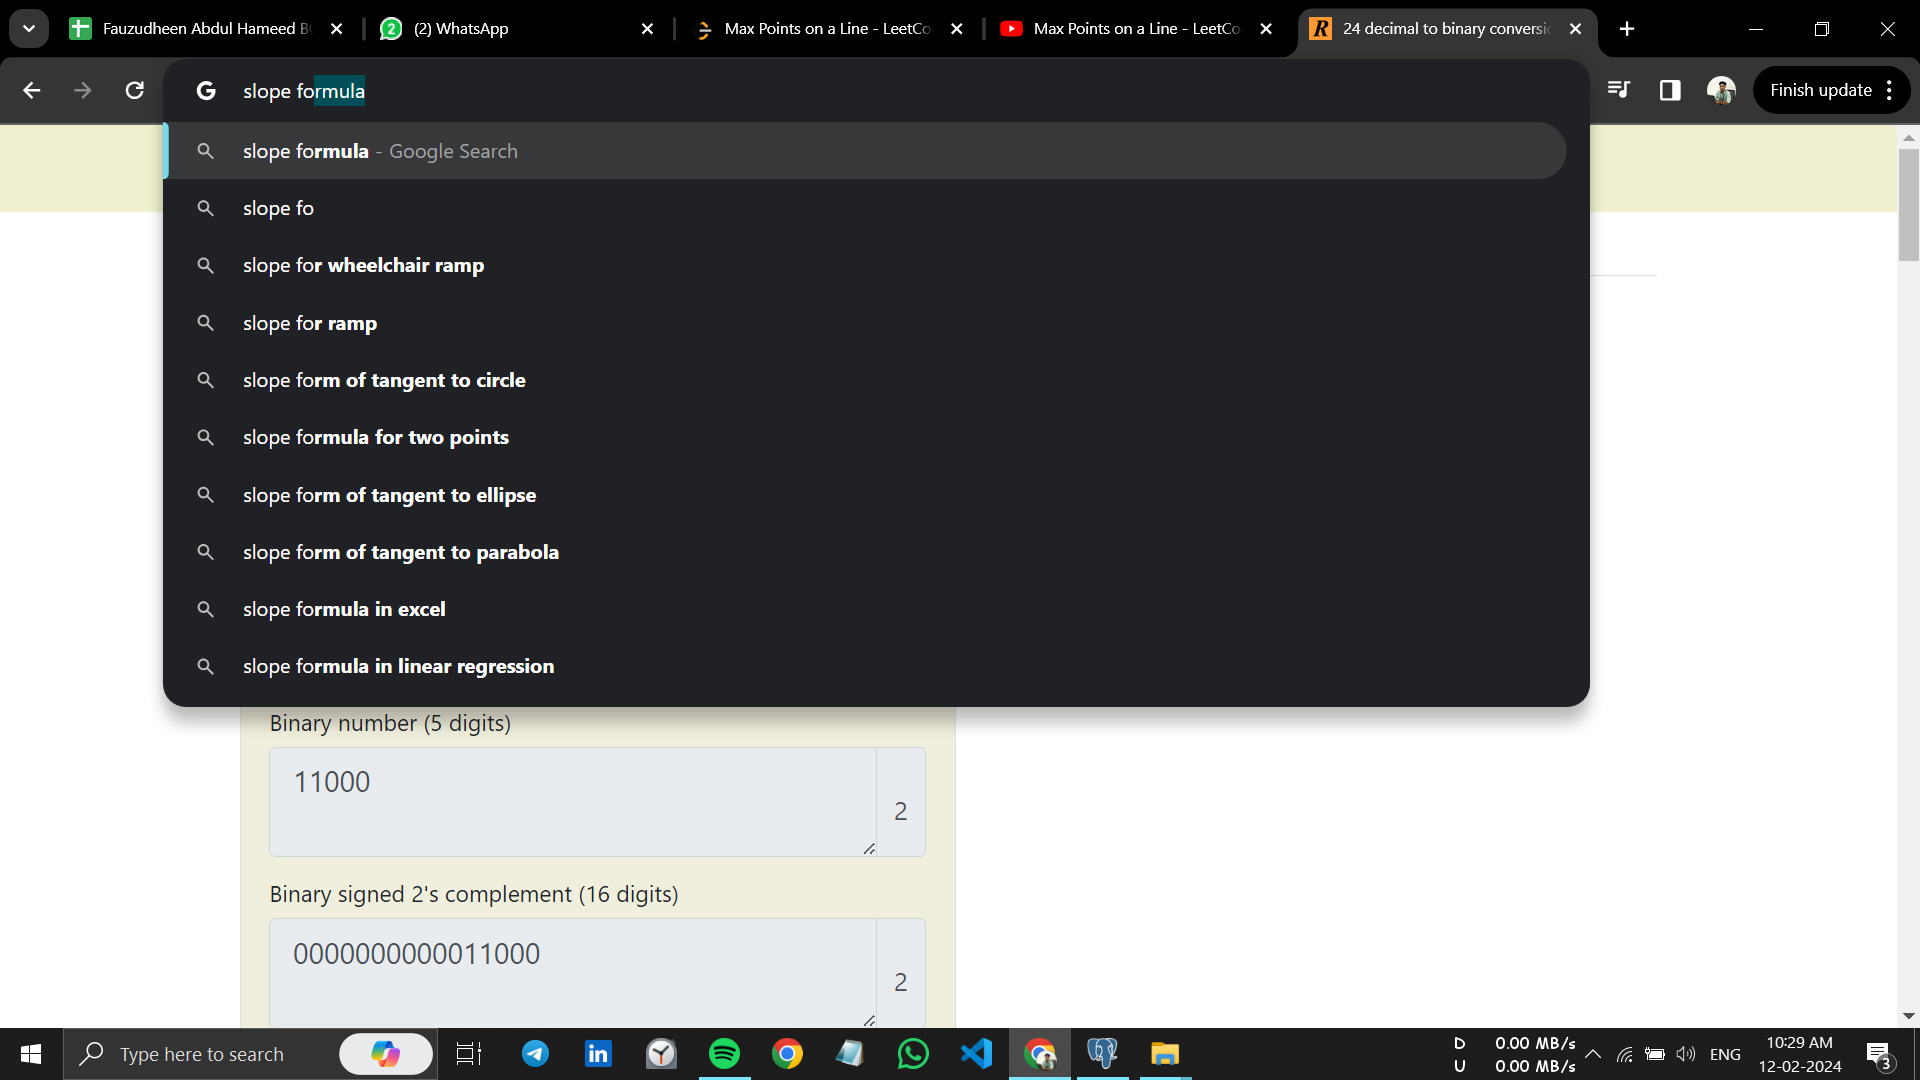 Fauzudheen Abdul Hameed B
(2) WhatsApp
Max Points on a Line - LeetCo
Max Points on a Line - LeetCo
24 decimal to binary conversi
slope formula
Finish update
slope formula - Google Search
slope fo
slope for wheelchair ramp
slope for ramp
slope form of tangent to circle
slope formula for two points
slope form of tangent to ellipse
slope form of tangent to parabola
slope formula in excel
slope formula in linear regression
Binary number (5 digits)
11000
2
Binary signed 2's complement (16 digits)
0000000000011000
2
Type here to search
D 0.00 MB/s
U 0.00 MB/s
ENG
10:29 AM
12-02-2024
3